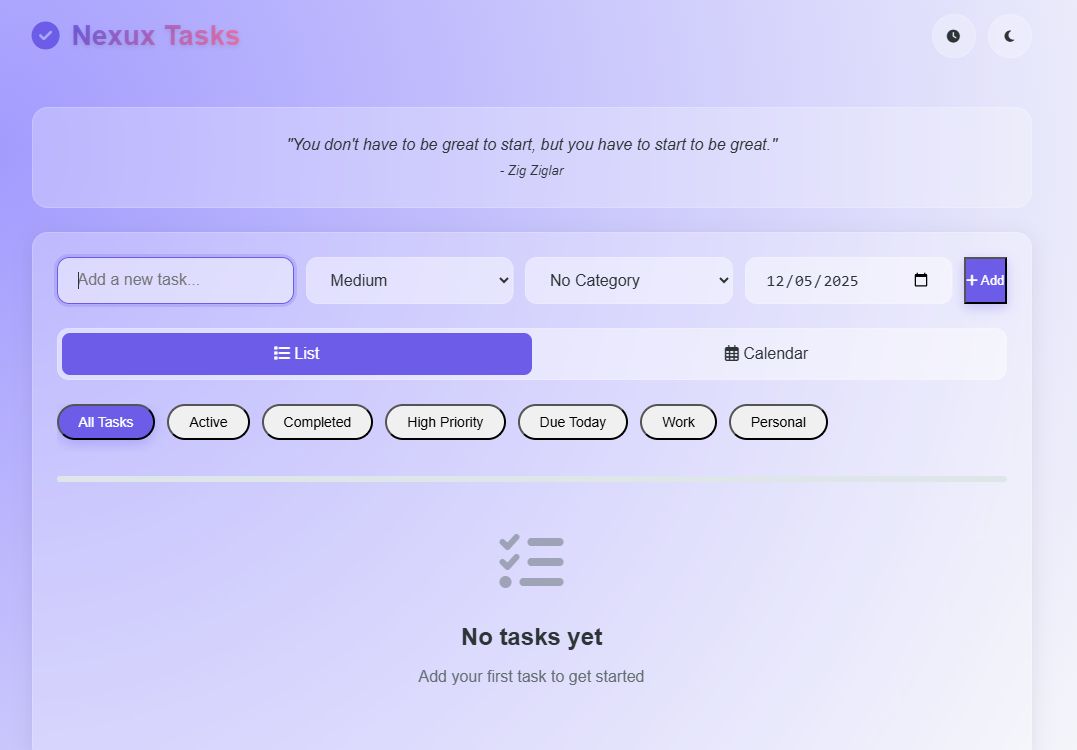 Nexux Tasks
"You don't have to be great to start, but you have to start to be great."
- Zig Ziglar
Add a new task... Medium No Category 12/05/2025 + Add
List Calendar
All Tasks Active Completed High Priority Due Today Work Personal
No tasks yet
Add your first task to get started